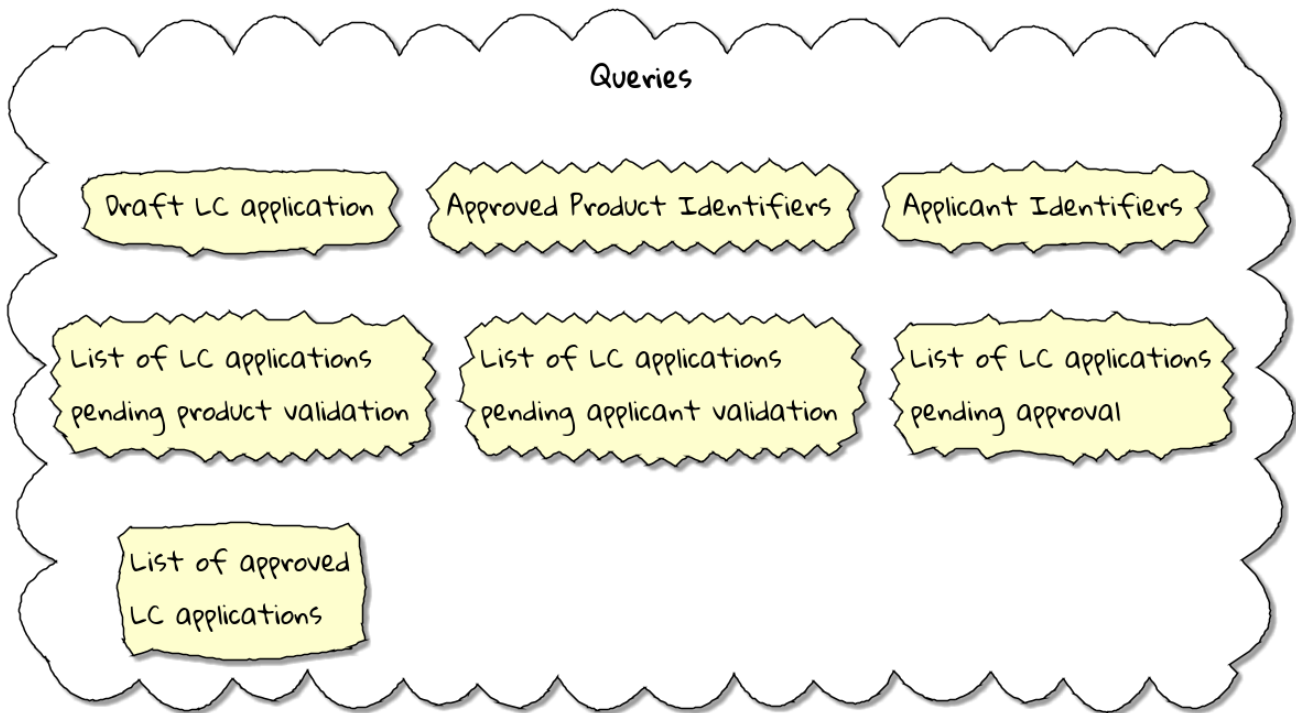 Queries
Draft LC application
Approved Product Identifiers
Applicant Identifiers
List of LC applications
pending product validation
List of LC applications
pending applicant validation
List of LC applications
pending approval
List of approved
LC applications